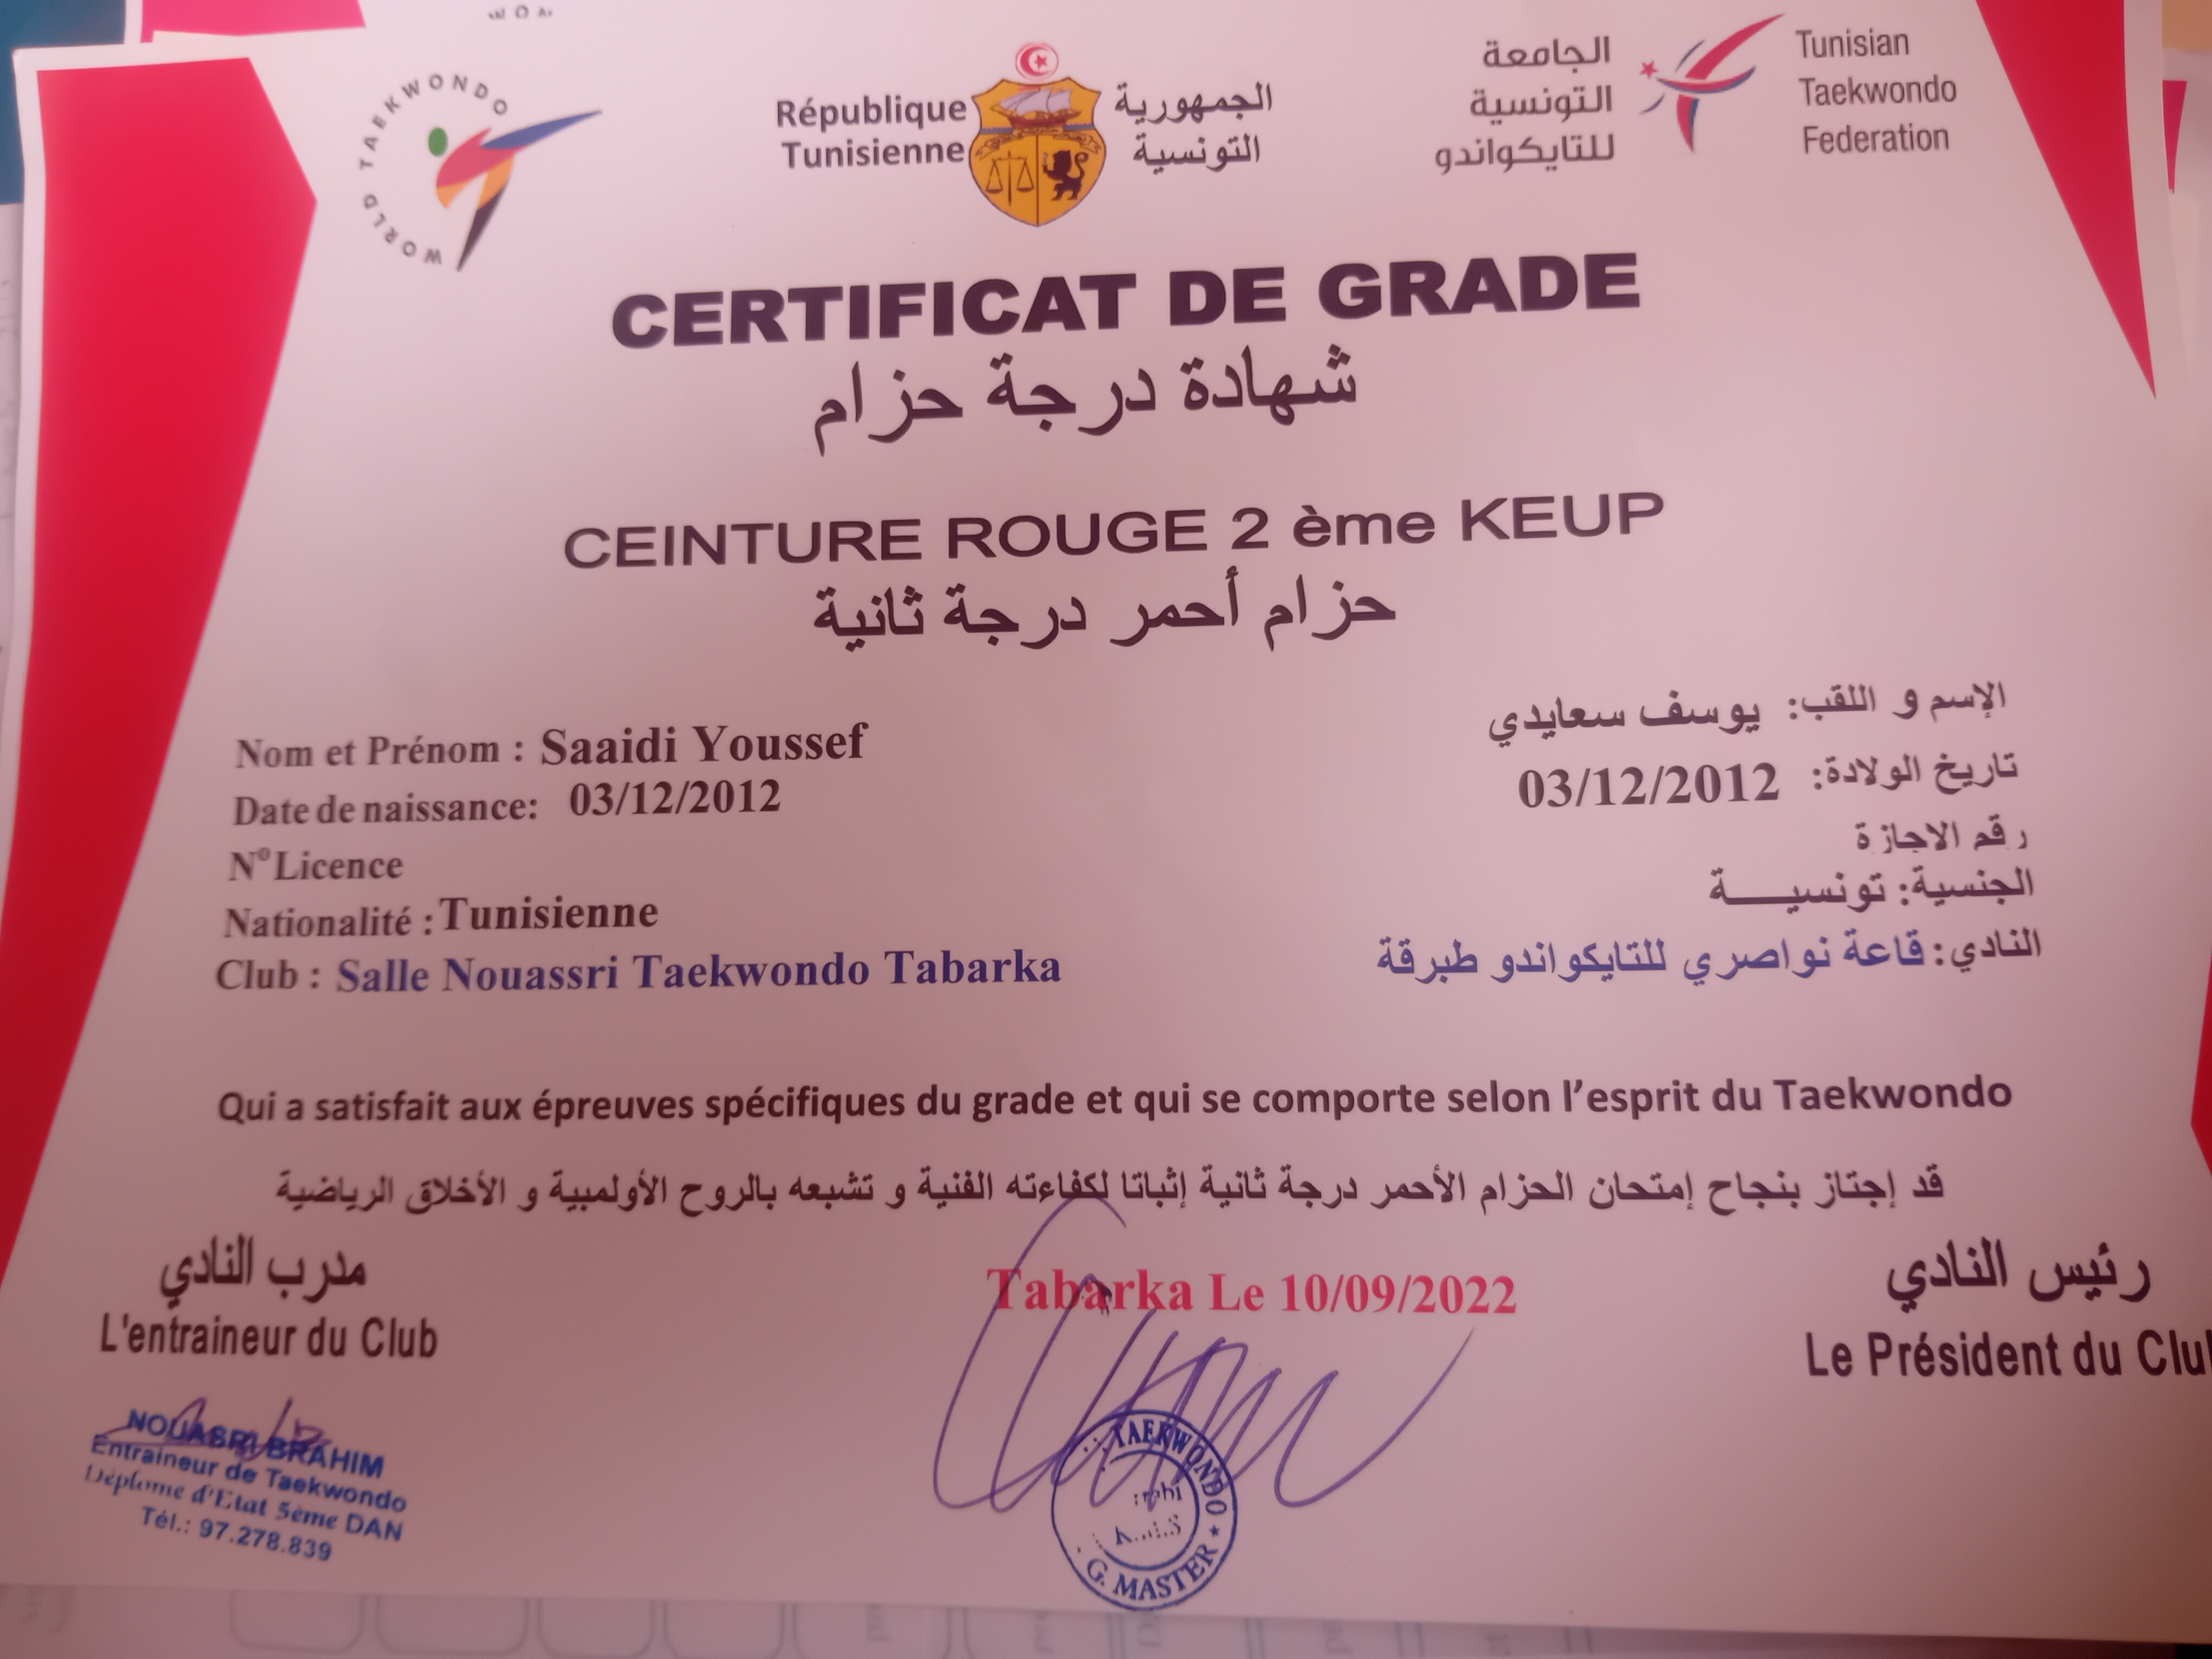 WORLD TAEKWONDO
République
Tunisienne
الجمهورية
التونسية
الجامعة
التونسية
للتايكواندو
Tunisian
Taekwondo
Federation
CERTIFICAT DE GRADE
شهادة درجة حزام
CEINTURE ROUGE 2 ème KEUP
حزام أحمر درجة ثانية
Nom et Prénom : Saaidi Youssef
Date de naissance: 03/12/2012
N° Licence
Nationalité : Tunisienne
Club : Salle Nouassri Taekwondo Tabarka
الإسم و اللقب: يوسف سعايدي
تاريخ الولادة: 03/12/2012
رقم الاجازة
الجنسية: تونسيـــــة
النادي: قاعة نواصري للتايكواندو طبرقة
Qui a satisfait aux épreuves spécifiques du grade et qui se comporte selon l’esprit du Taekwondo
قد إجتاز بنجاح إمتحان الحزام الأحمر درجة ثانية إثباتا لكفاءته الفنية و تشبعه بالروح الأولمبية و الأخلاق الرياضية
مدرب النادي
L'entraineur du Club
Tabarka Le 10/09/2022
رئيس النادي
Le Président du Clu
NOUASRI BRAHIM
Entraineur de Taekwondo
Déplome d'Etat 5ème DAN
Tél.: 97.278.839
TAEKWONDO
G. MASTER